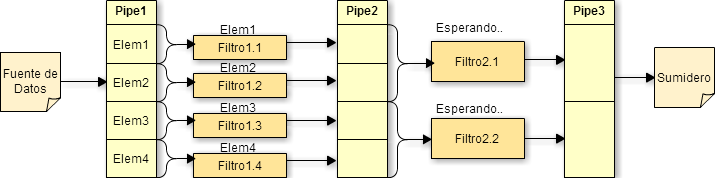 Pipe1
Pipe2
Pipe3
Fuente de
Datos
Elem1
Elem2
Elem3
Elem4
Elem1
Filtro1.1
Elem2
Filtro1.2
Elem3
Filtro1.3
Elem4
Filtro1.4
Esperando..
Filtro2.1
Esperando..
Filtro2.2
Sumidero